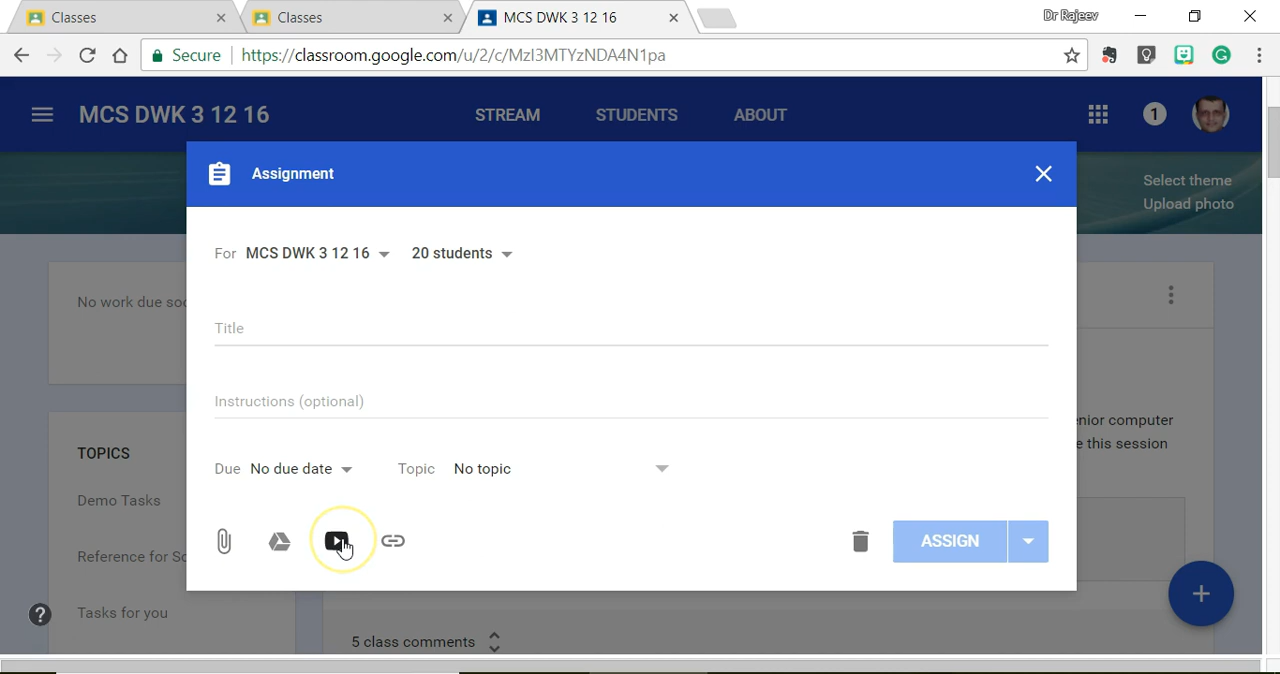 Classes
Classes
MCS DWK 3 12 16
Dr Rajeev
Secure
https://classroom.google.com/u/2/c/MzI3MTYzNDA4N1pa
MCS DWK 3 12 16
STREAM
STUDENTS
ABOUT
1
Assignment
Select theme
Upload photo
For MCS DWK 3 12 16
20 students
No work due soo
Title
Instructions (optional)
enior computer
e this session
TOPICS
Due No due date
Topic No topic
Demo Tasks
ASSIGN
Reference for Sc
Tasks for you
5 class comments